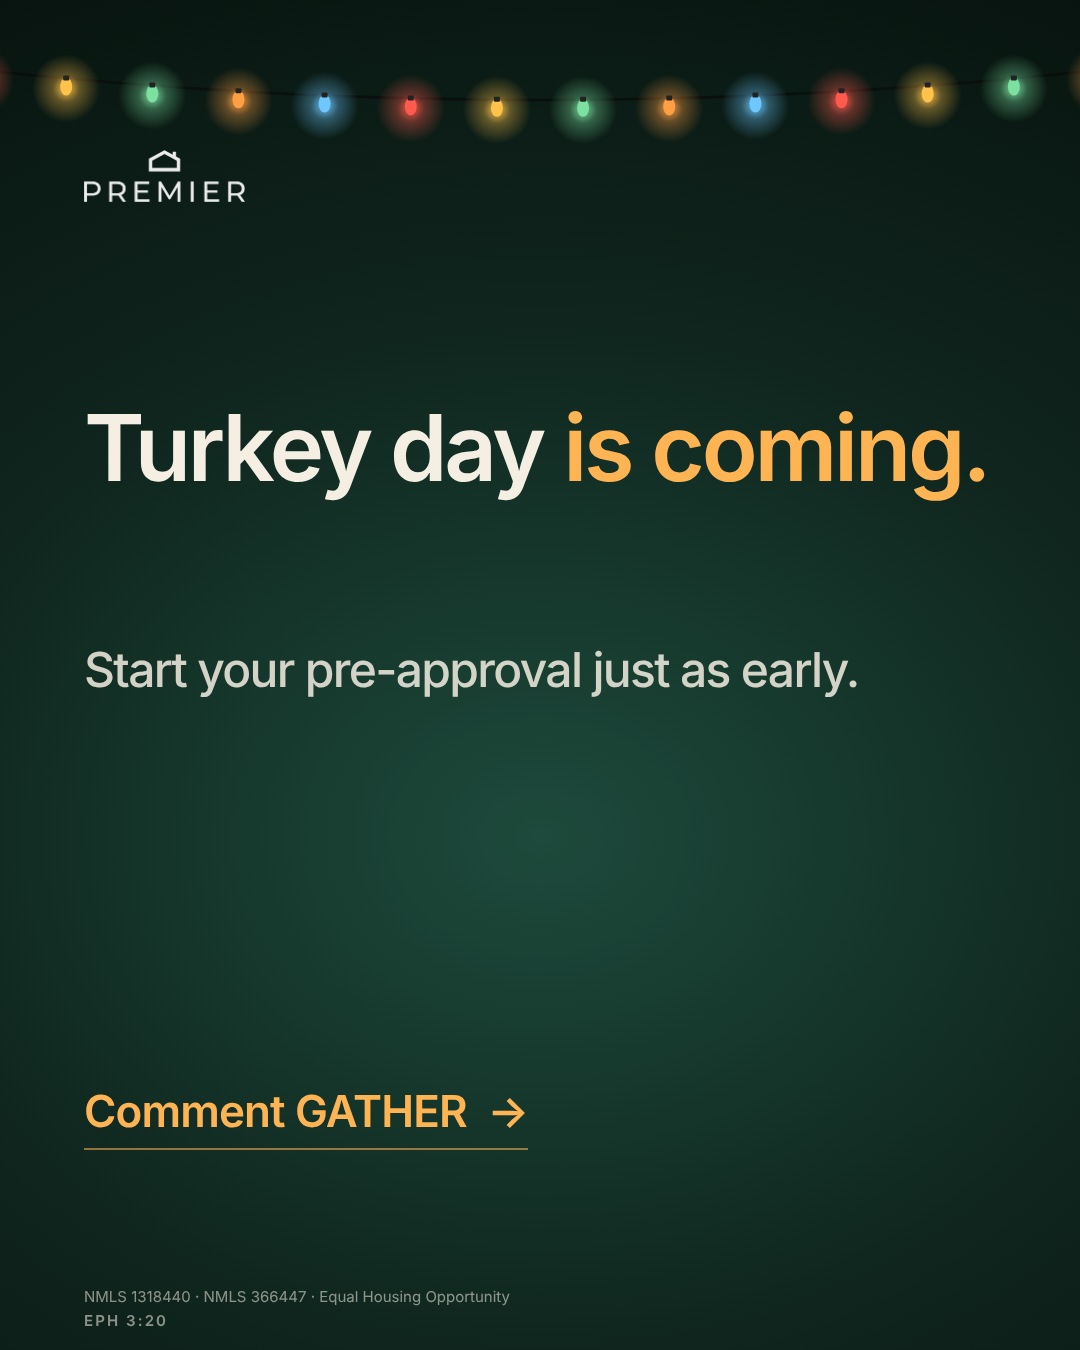 PREMIER
Turkey day is coming.
Start your pre-approval just as early.
Comment GATHER →
NMLS 1318440 · NMLS 366447 · Equal Housing Opportunity
EPH 3:20